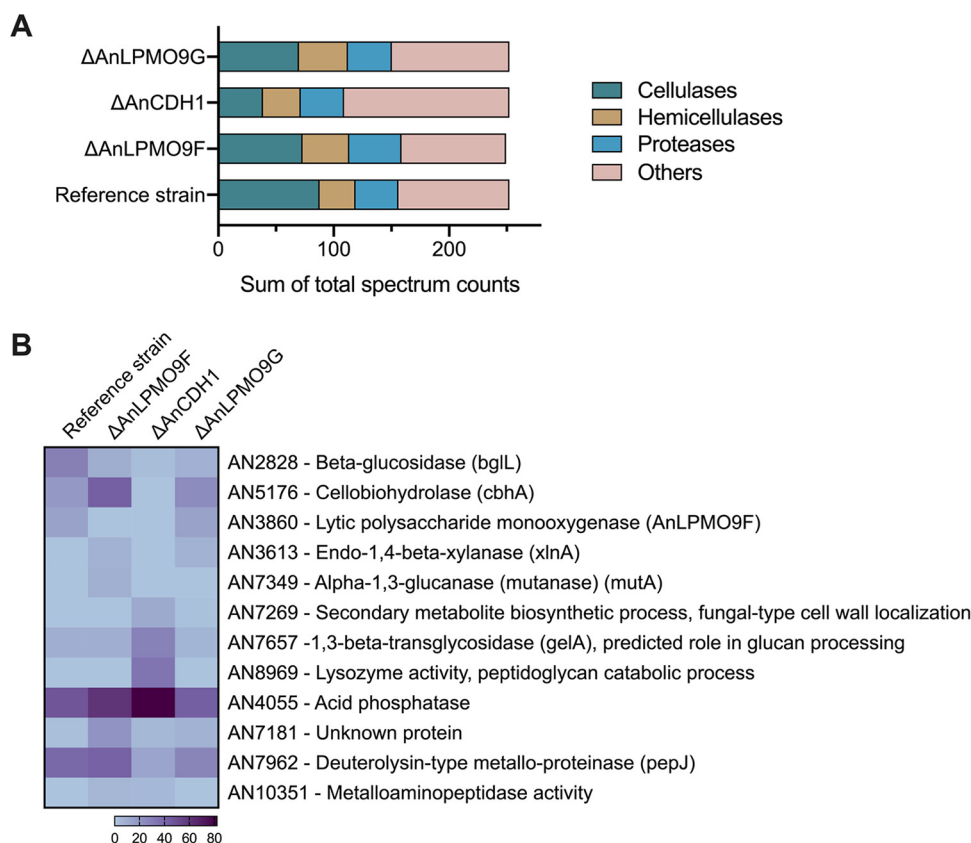 A
ΔAnLPMO9G
ΔAnCDH1
ΔAnLPMO9F
Reference strain
0 100 200
Sum of total spectrum counts
Cellulases
Hemicellulases
Proteases
Others
B
Reference strain
ΔAnLPMO9F
ΔAnCDH1
ΔAnLPMO9G
AN2828 - Beta-glucosidase (bglL)
AN5176 - Cellobiohydrolase (cbhA)
AN3860 - Lytic polysaccharide monooxygenase (AnLPMO9F)
AN3613 - Endo-1,4-beta-xylanase (xlnA)
AN7349 - Alpha-1,3-glucanase (mutanase) (mutA)
AN7269 - Secondary metabolite biosynthetic process, fungal-type cell wall localization
AN7657 -1,3-beta-transglycosidase (gelA), predicted role in glucan processing
AN8969 - Lysozyme activity, peptidoglycan catabolic process
AN4055 - Acid phosphatase
AN7181 - Unknown protein
AN7962 - Deuterolysin-type metallo-proteinase (pepJ)
AN10351 - Metalloaminopeptidase activity
0 20 40 60 80